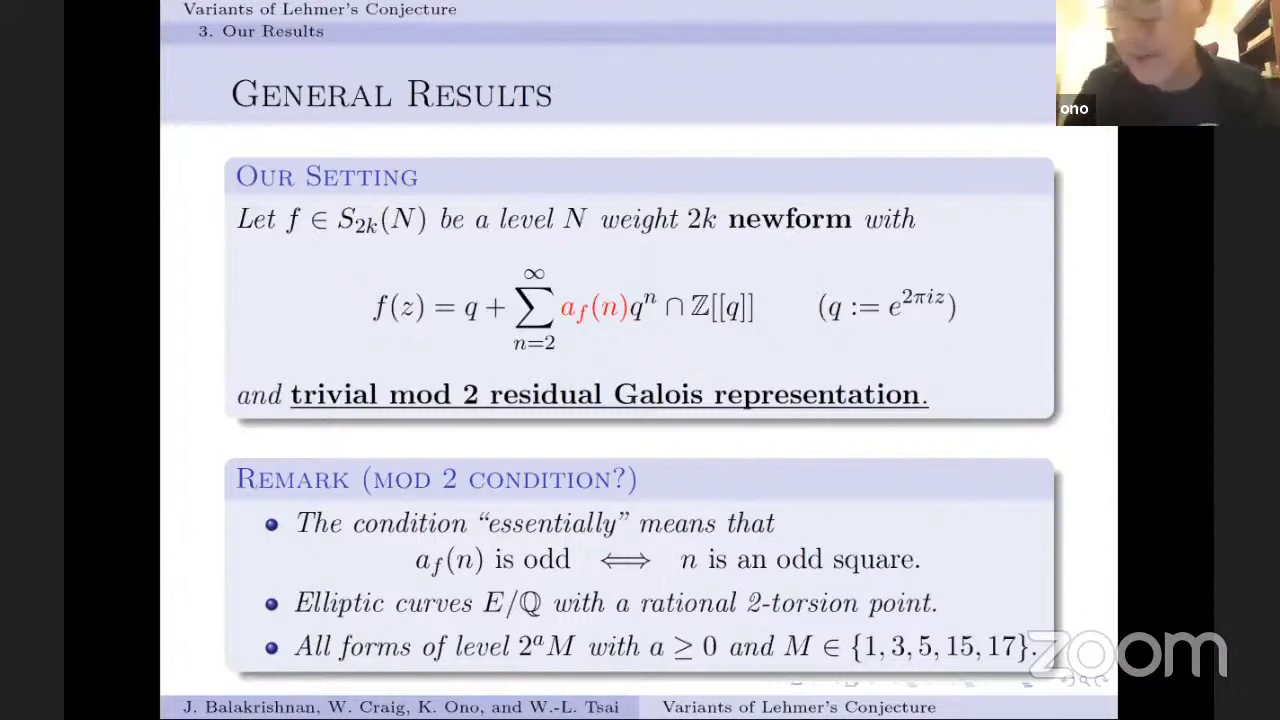 Variants of Lehmer's Conjecture
3. Our Results
General Results
ono
Our Setting
Let f ∈ S_{2k}(N) be a level N weight 2k newform with
f(z) = q + ∑_{n=2}^{∞} a_f(n)q^n ∩ ℤ[[q]] (q := e^{2πiz})
and trivial mod 2 residual Galois representation.
Remark (mod 2 condition?)
The condition “essentially” means that
a_f(n) is odd ⟺ n is an odd square.
Elliptic curves E/ℚ with a rational 2-torsion point.
All forms of level 2^a M with a ≥ 0 and M ∈ {1, 3, 5, 15, 17}.
zoom
J. Balakrishnan, W. Craig, K. Ono, and W.-L. Tsai Variants of Lehmer's Conjecture